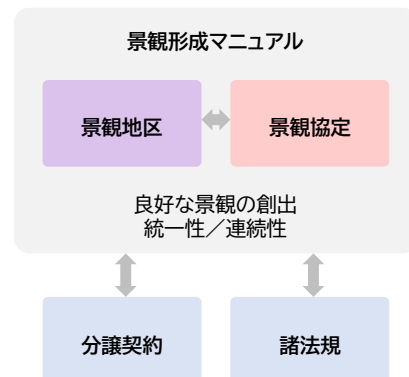 景観形成マニュアル
景観地区
景観協定
良好な景観の創出
統一性／連続性
分譲契約
諸法規